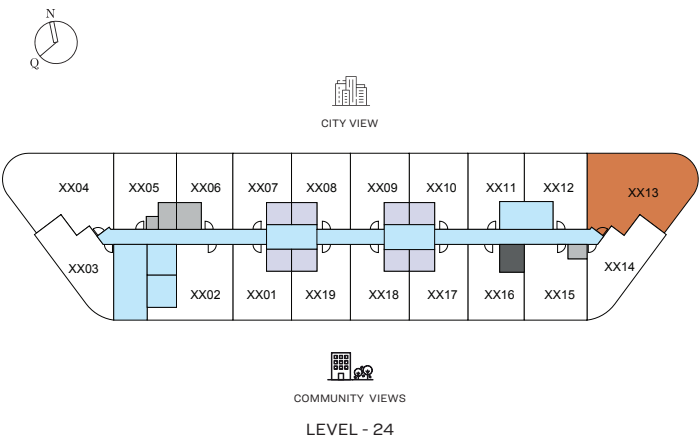 N
Q
CITY VIEW
XX04 XX05 XX06 XX07 XX08 XX09 XX10 XX11 XX12 XX13
XX03 XX14
XX02 XX01 XX19 XX18 XX17 XX16 XX15
COMMUNITY VIEWS
LEVEL - 24